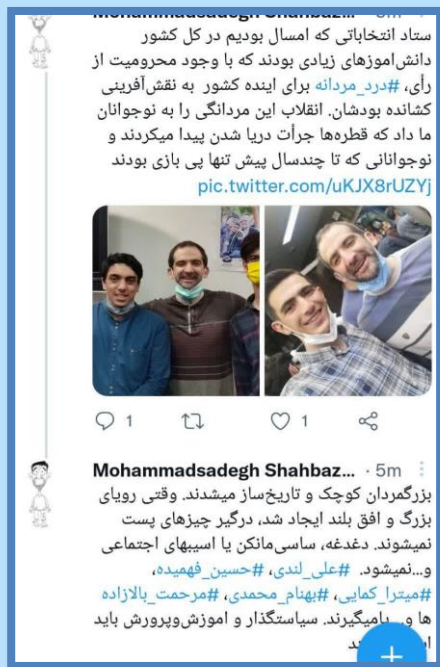 Mohammadsadegh Shahbaz...
ستاد انتخاباتی که امسال بودیم در کل کشور
دانش‌اموزهای زیادی بودند که با وجود محرومیت از
رأی، #درد_مردانه برای اینده کشور به نقش‌آفرینی
کشانده بودشان. انقلاب این مردانگی را به نوجوانان
ما داد که قطره‌ها جرأت دریا شدن پیدا میکردند و
نوجوانانی که تا چندسال پیش تنها پی بازی بودند
pic.twitter.com/uKJX8rUZYj
1 1
Mohammadsadegh Shahbaz... · 5m
بزرگمردان کوچک و تاریخ‌ساز میشدند. وقتی رویای
بزرگ و افق بلند ایجاد شد، درگیر چیزهای پست
نمیشوند. دغدغه، ساسی‌مانکن یا اسیبهای اجتماعی
و...نمیشود. #علی_لندی، #حسین_فهمیده،
#میترا_کمایی، #بهنام_محمدی، #مرحمت_بالازاده
ها و... پامیگیرند. سیاستگذار و اموزش‌وپرورش باید